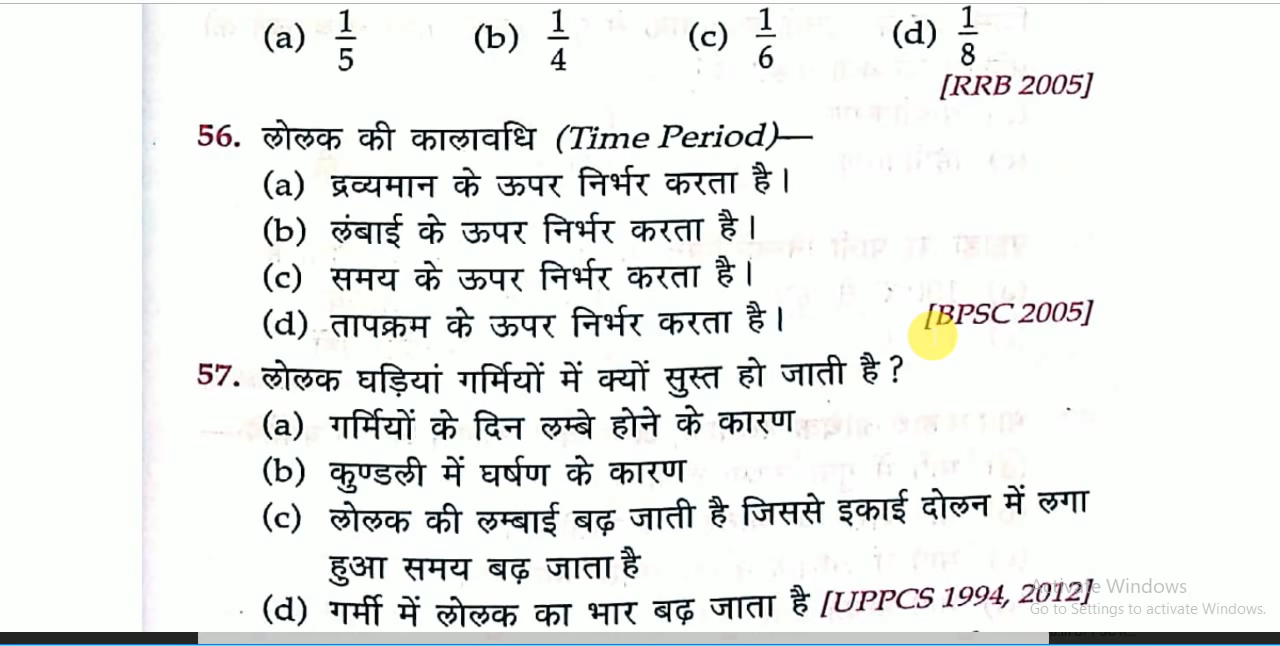 (a) 1/5 (b) 1/4 (c) 1/6 (d) 1/8
[RRB 2005]
56. लोलक की कालावधि (Time Period)—
(a) द्रव्यमान के ऊपर निर्भर करता है।
(b) लंबाई के ऊपर निर्भर करता है।
(c) समय के ऊपर निर्भर करता है।
(d) तापक्रम के ऊपर निर्भर करता है। [BPSC 2005]
57. लोलक घड़ियां गर्मियों में क्यों सुस्त हो जाती है?
(a) गर्मियों के दिन लम्बे होने के कारण
(b) कुण्डली में घर्षण के कारण
(c) लोलक की लम्बाई बढ़ जाती है जिससे इकाई दोलन में लगा
हुआ समय बढ़ जाता है
(d) गर्मी में लोलक का भार बढ़ जाता है [UPPCS 1994, 2012]
Activate Windows
Go to Settings to activate Windows.